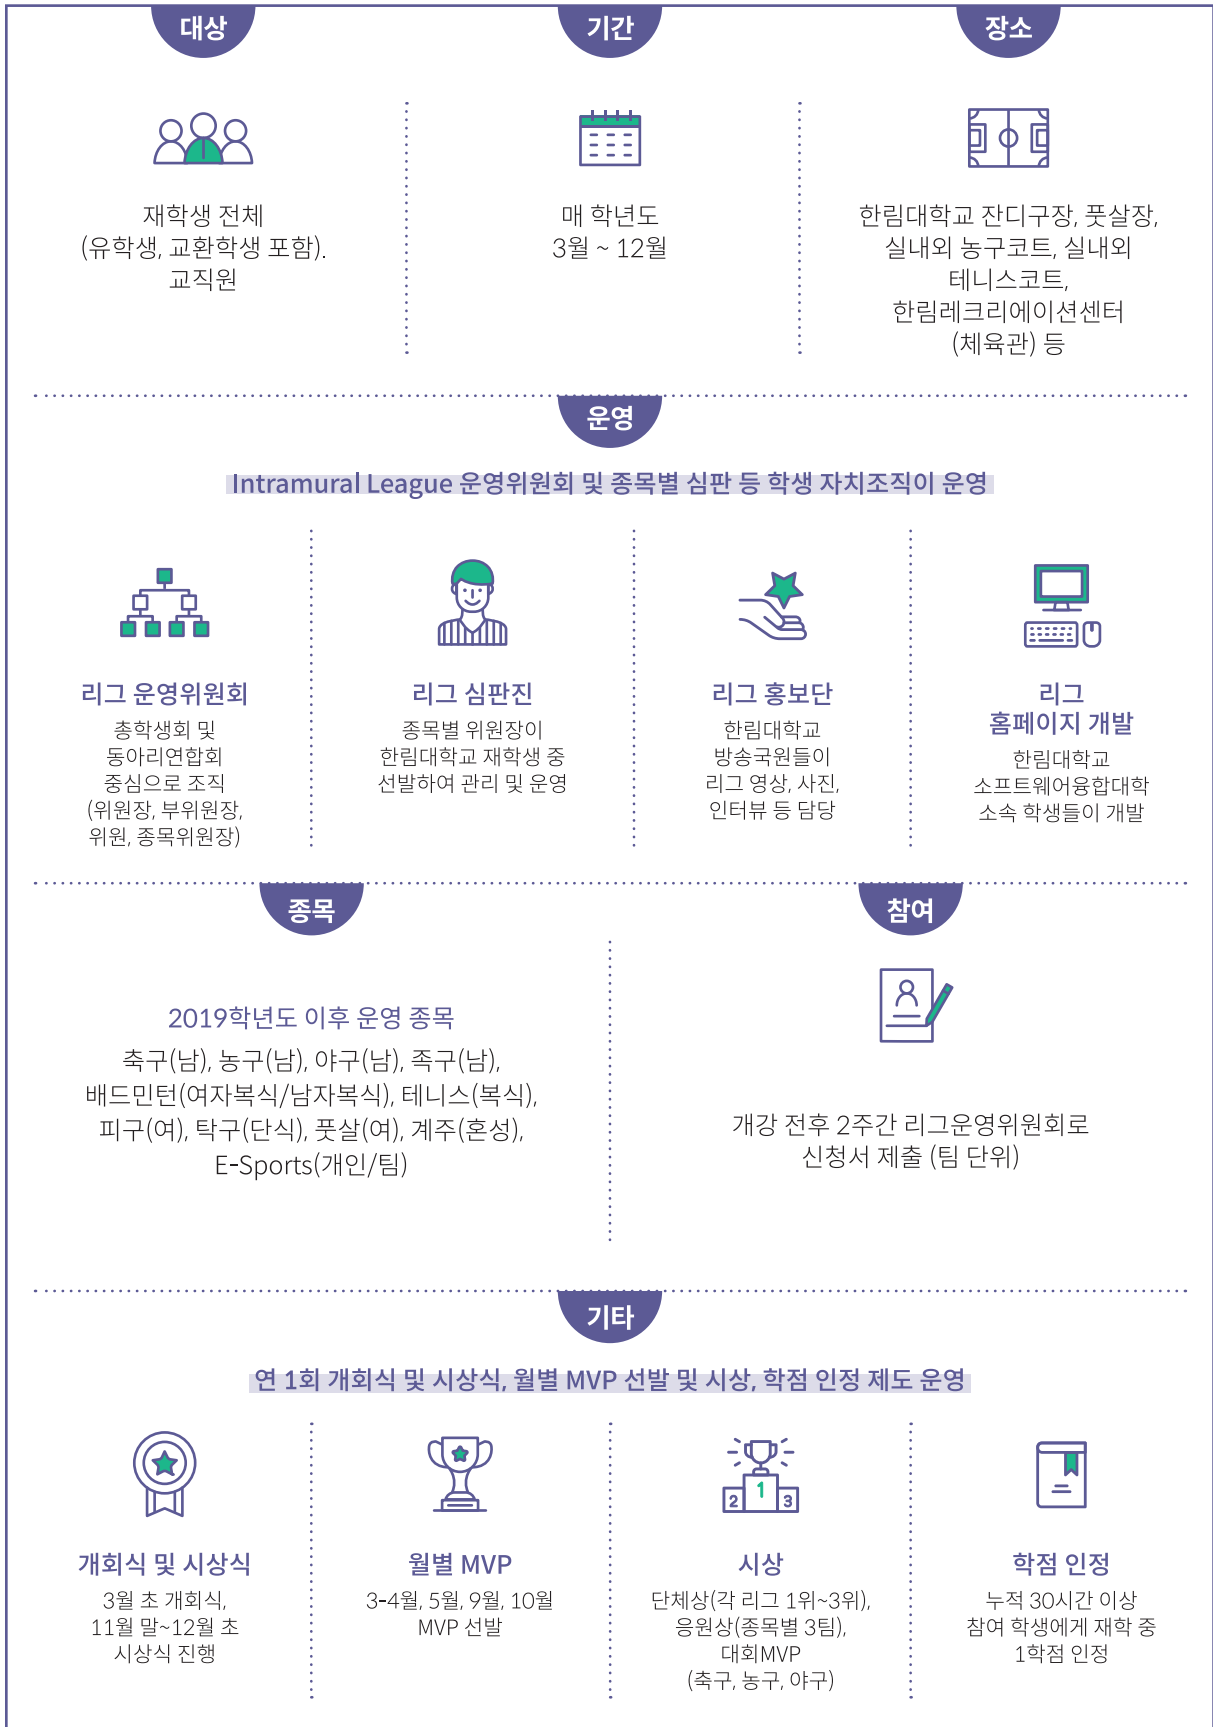 대상
재학생 전체
(유학생, 교환학생 포함).
교직원
기간
매 학년도
3월 ~ 12월
장소
한림대학교 잔디구장, 풋살장,
실내외 농구코트, 실내외
테니스코트,
한림레크리에이션센터
(체육관) 등
운영
Intramural League 운영위원회 및 종목별 심판 등 학생 자치조직이 운영
리그 운영위원회
총학생회 및
동아리연합회
중심으로 조직
(위원장, 부위원장,
위원, 종목위원장)
리그 심판진
종목별 위원장이
한림대학교 재학생 중
선발하여 관리 및 운영
리그 홍보단
한림대학교
방송국원들이
리그 영상, 사진,
인터뷰 등 담당
리그
홈페이지 개발
한림대학교
소프트웨어융합대학
소속 학생들이 개발
종목
2019학년도 이후 운영 종목
축구(남), 농구(남), 야구(남), 족구(남),
배드민턴(여자복식/남자복식), 테니스(복식),
피구(여), 탁구(단식), 풋살(여), 계주(혼성),
E-Sports(개인/팀)
참여
개강 전후 2주간 리그운영위원회로
신청서 제출 (팀 단위)
기타
연 1회 개회식 및 시상식, 월별 MVP 선발 및 시상, 학점 인정 제도 운영
개회식 및 시상식
3월 초 개회식,
11월 말~12월 초
시상식 진행
월별 MVP
3-4월, 5월, 9월, 10월
MVP 선발
2 1 3
시상
단체상(각 리그 1위~3위),
응원상(종목별 3팀),
대회MVP
(축구, 농구, 야구)
학점 인정
누적 30시간 이상
참여 학생에게 재학 중
1학점 인정